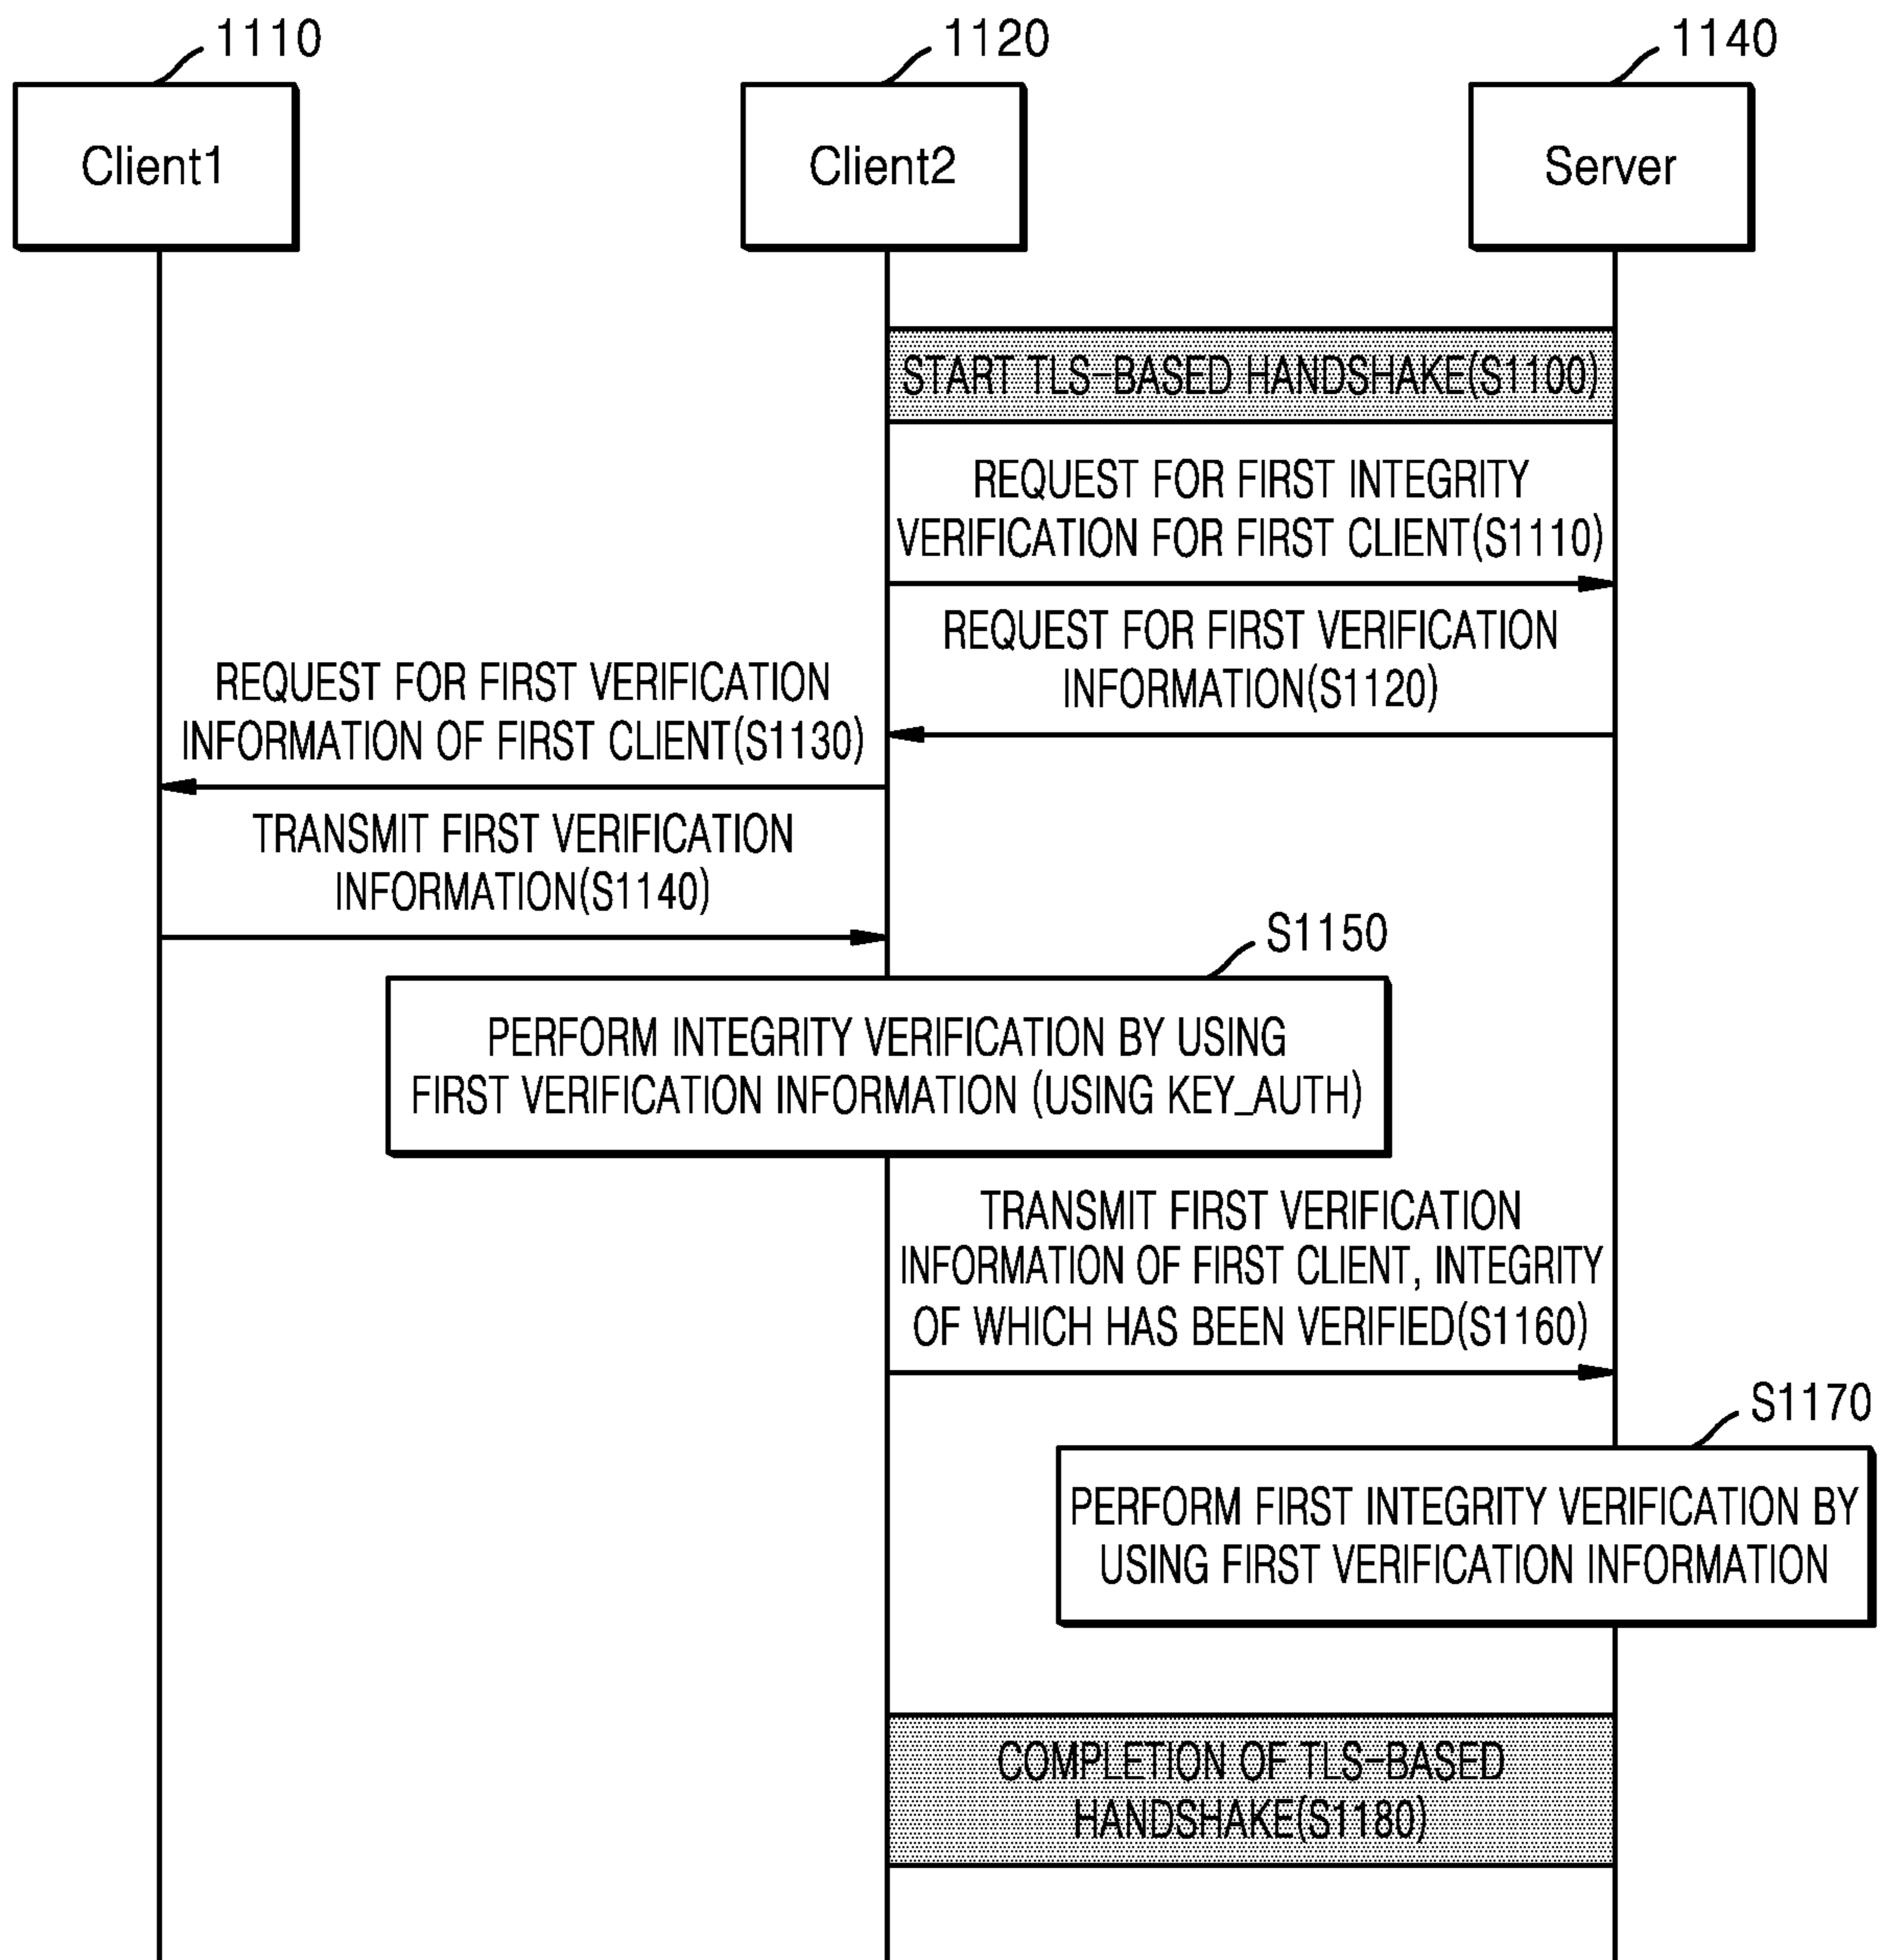 1110
1120
1140
Client1
Client2
Server
START TLS-BASED HANDSHAKE(S1100)
REQUEST FOR FIRST INTEGRITY
VERIFICATION FOR FIRST CLIENT(S1110)
REQUEST FOR FIRST VERIFICATION
INFORMATION(S1120)
REQUEST FOR FIRST VERIFICATION
INFORMATION OF FIRST CLIENT(S1130)
TRANSMIT FIRST VERIFICATION
INFORMATION(S1140)
S1150
PERFORM INTEGRITY VERIFICATION BY USING
FIRST VERIFICATION INFORMATION (USING KEY_AUTH)
TRANSMIT FIRST VERIFICATION
INFORMATION OF FIRST CLIENT, INTEGRITY
OF WHICH HAS BEEN VERIFIED(S1160)
S1170
PERFORM FIRST INTEGRITY VERIFICATION BY
USING FIRST VERIFICATION INFORMATION
COMPLETION OF TLS-BASED
HANDSHAKE(S1180)